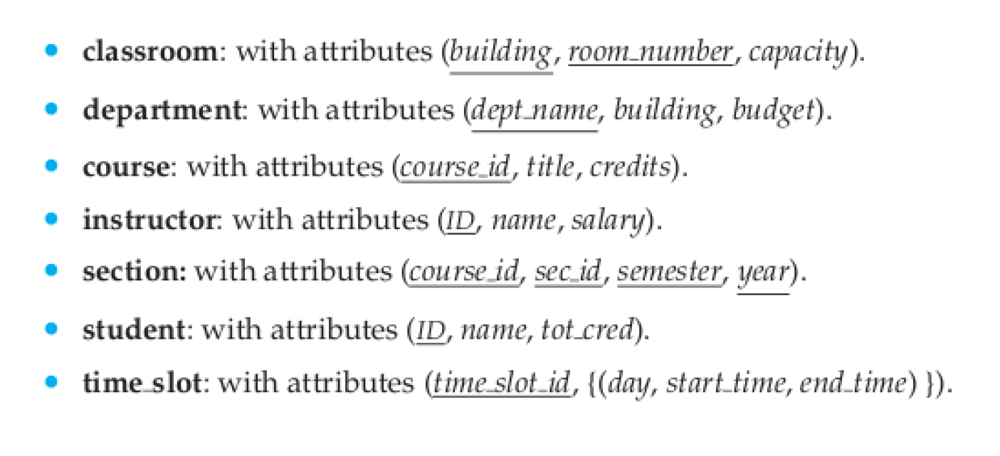 • classroom: with attributes (building, room_number, capacity).
• department: with attributes (dept_name, building, budget).
• course: with attributes (course_id, title, credits).
• instructor: with attributes (ID, name, salary).
• section: with attributes (course_id, sec_id, semester, year).
• student: with attributes (ID, name, tot_cred).
• time_slot: with attributes (time_slot_id, {(day, start_time, end_time) }).